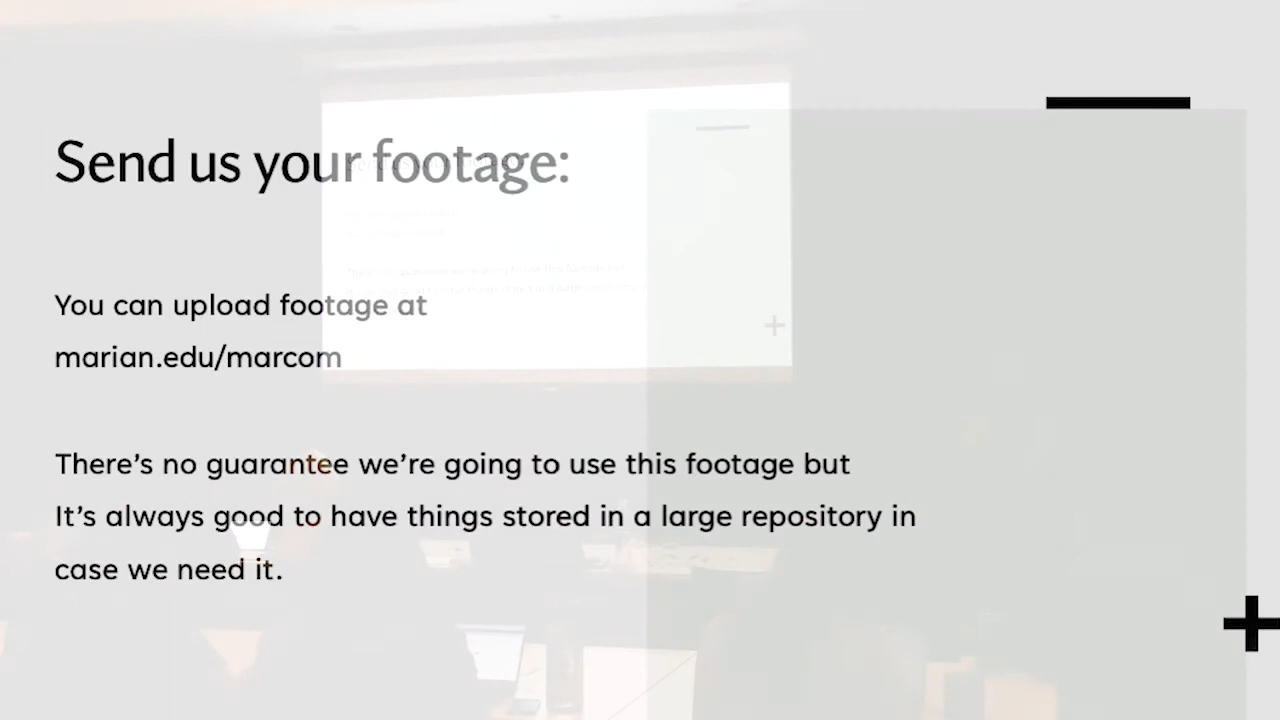 Send us your footage:
You can upload footage at
marian.edu/marcom
There's no guarantee we're going to use this footage but
It's always good to have things stored in a large repository in
case we need it.